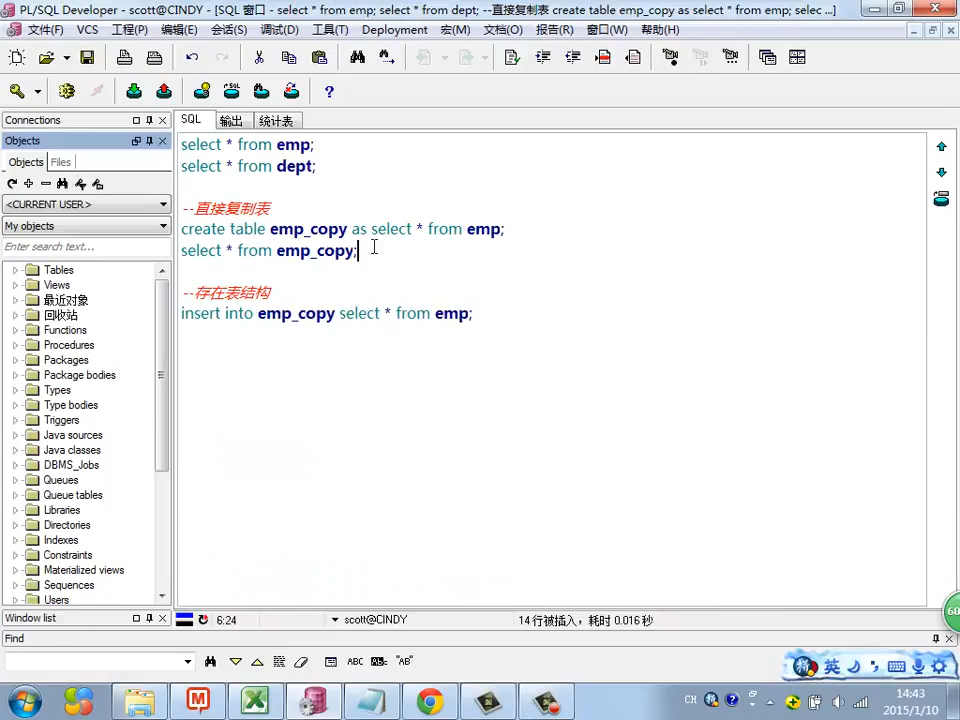 PL/SQL Developer - scott@CINDY - [SQL 窗口 - select * from emp; select * from dept; --直接复制表 create table emp_copy as select * from emp; selec ...]
文件(F) VCS 工程(P) 编辑(E) 会话(S) 调试(D) 工具(T) Deployment 宏(M) 文档(O) 报告(R) 窗口(W) 帮助(H)
Connections
SQL 输出 统计表
Objects
Objects Files
<CURRENT USER>
My objects
Enter search text...
Tables
Views
最近对象
回收站
Functions
Procedures
Packages
Package bodies
Types
Type bodies
Triggers
Java sources
Java classes
DBMS_Jobs
Queues
Queue tables
Libraries
Directories
Indexes
Constraints
Materialized views
Sequences
Users
select * from emp;
select * from dept;
--直接复制表
create table emp_copy as select * from emp;
select * from emp_copy;
--存在表结构
insert into emp_copy select * from emp;
60
Window list
6:24 scott@CINDY 14 行被插入，耗时 0.016 秒
Find
ABC "AB"
英
CH
14:43
2015/1/10